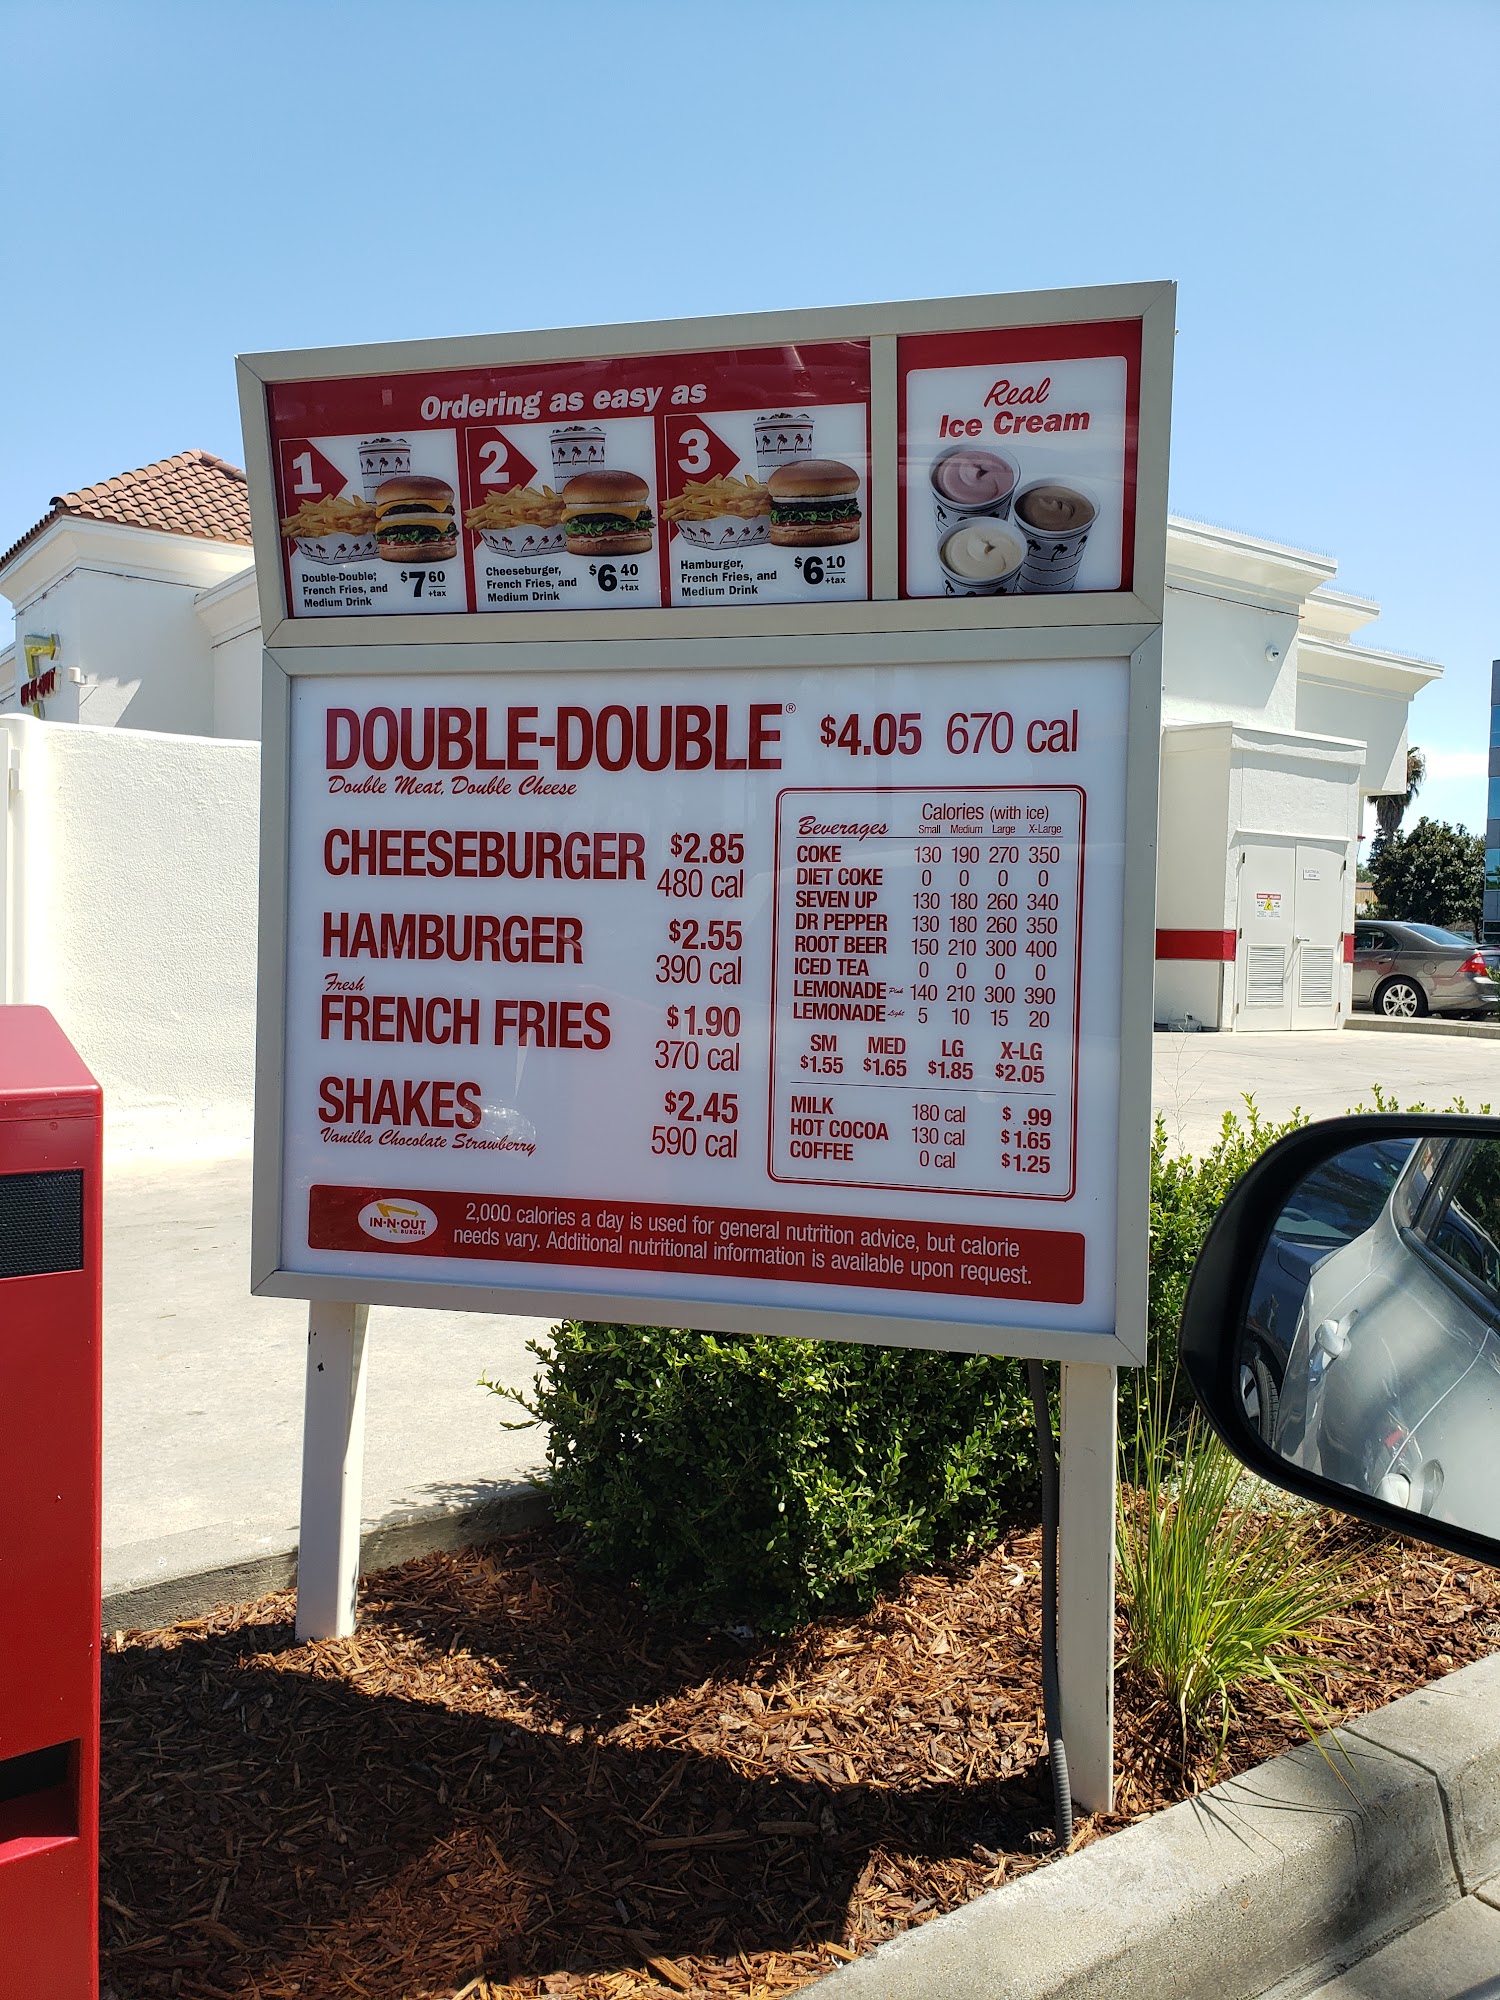 Ordering as easy as
1
Double-Double,
French Fries, and
Medium Drink
$7 60
+tax
2
Cheeseburger,
French Fries, and
Medium Drink
$6 40
+tax
3
Hamburger,
French Fries, and
Medium Drink
$6 10
+tax
Real
Ice Cream
DOUBLE-DOUBLE® $4.05 670 cal
Double Meat, Double Cheese
CHEESEBURGER $2.85
480 cal
HAMBURGER $2.55
390 cal
Fresh
FRENCH FRIES $1.90
370 cal
SHAKES $2.45
Vanilla Chocolate Strawberry 590 cal
Calories (with ice)
Beverages Small Medium Large X-Large
COKE 130 190 270 350
DIET COKE 0 0 0 0
SEVEN UP 130 180 260 340
DR PEPPER 130 180 260 350
ROOT BEER 150 210 300 400
ICED TEA 0 0 0 0
LEMONADE Pink 140 210 300 390
LEMONADE Light 5 10 15 20
SM MED LG X-LG
$1.55 $1.65 $1.85 $2.05
MILK 180 cal $ .99
HOT COCOA 130 cal $1.65
COFFEE 0 cal $1.25
IN-N-OUT
BURGER
2,000 calories a day is used for general nutrition advice, but calorie
needs vary. Additional nutritional information is available upon request.
IN-N-OUT